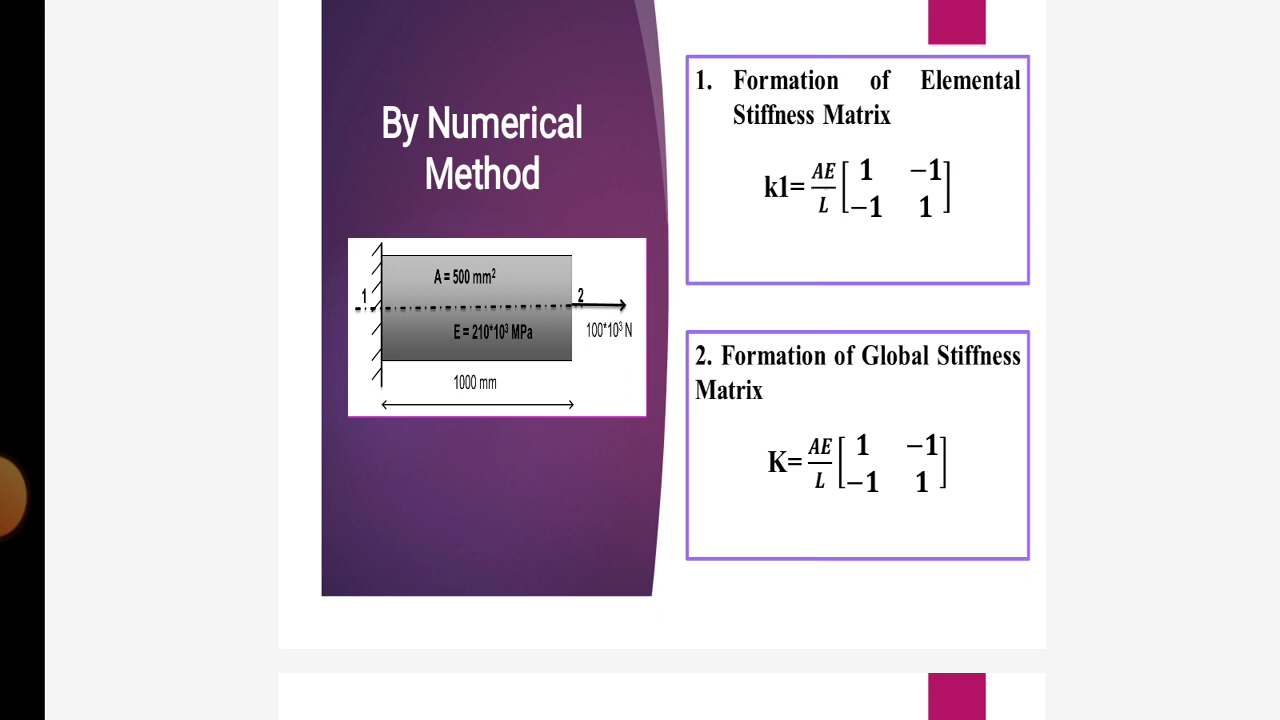 By Numerical
Method
A = 500 mm²
1
2
E = 210*10³ MPa
100*10³ N
1000 mm
1. Formation of Elemental
Stiffness Matrix
k1= AE/L [1 −1
−1 1]
2. Formation of Global Stiffness
Matrix
K= AE/L [1 −1
−1 1]